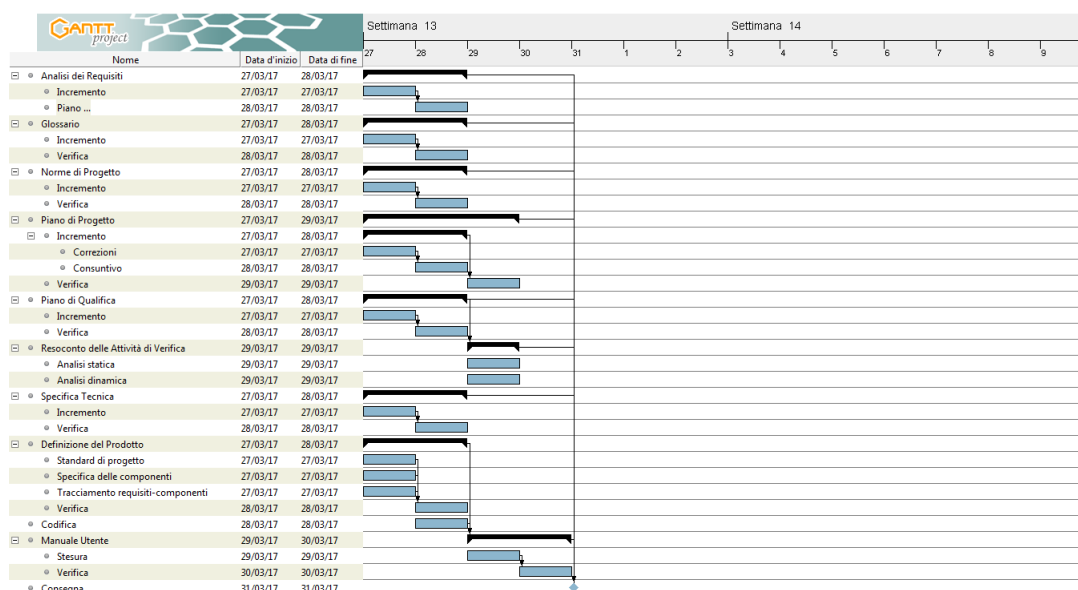 GANTT
project
Settimana 13 Settimana 14
27 28 29 30 31 1 2 3 4 5 6 7 8 9
Nome Data d'inizio Data di fine
Analisi dei Requisiti 27/03/17 28/03/17
Incremento 27/03/17 27/03/17
Piano ... 28/03/17 28/03/17
Glossario 27/03/17 28/03/17
Incremento 27/03/17 27/03/17
Verifica 28/03/17 28/03/17
Norme di Progetto 27/03/17 28/03/17
Incremento 27/03/17 27/03/17
Verifica 28/03/17 28/03/17
Piano di Progetto 27/03/17 29/03/17
Incremento 27/03/17 28/03/17
Correzioni 27/03/17 27/03/17
Consuntivo 28/03/17 28/03/17
Verifica 29/03/17 29/03/17
Piano di Qualifica 27/03/17 28/03/17
Incremento 27/03/17 27/03/17
Verifica 28/03/17 28/03/17
Resoconto delle Attività di Verifica 29/03/17 29/03/17
Analisi statica 29/03/17 29/03/17
Analisi dinamica 29/03/17 29/03/17
Specifica Tecnica 27/03/17 28/03/17
Incremento 27/03/17 27/03/17
Verifica 28/03/17 28/03/17
Definizione del Prodotto 27/03/17 28/03/17
Standard di progetto 27/03/17 27/03/17
Specifica delle componenti 27/03/17 27/03/17
Tracciamento requisiti-componenti 27/03/17 27/03/17
Verifica 28/03/17 28/03/17
Codifica 28/03/17 28/03/17
Manuale Utente 29/03/17 30/03/17
Stesura 29/03/17 29/03/17
Verifica 30/03/17 30/03/17
Consegna 31/03/17 31/03/17